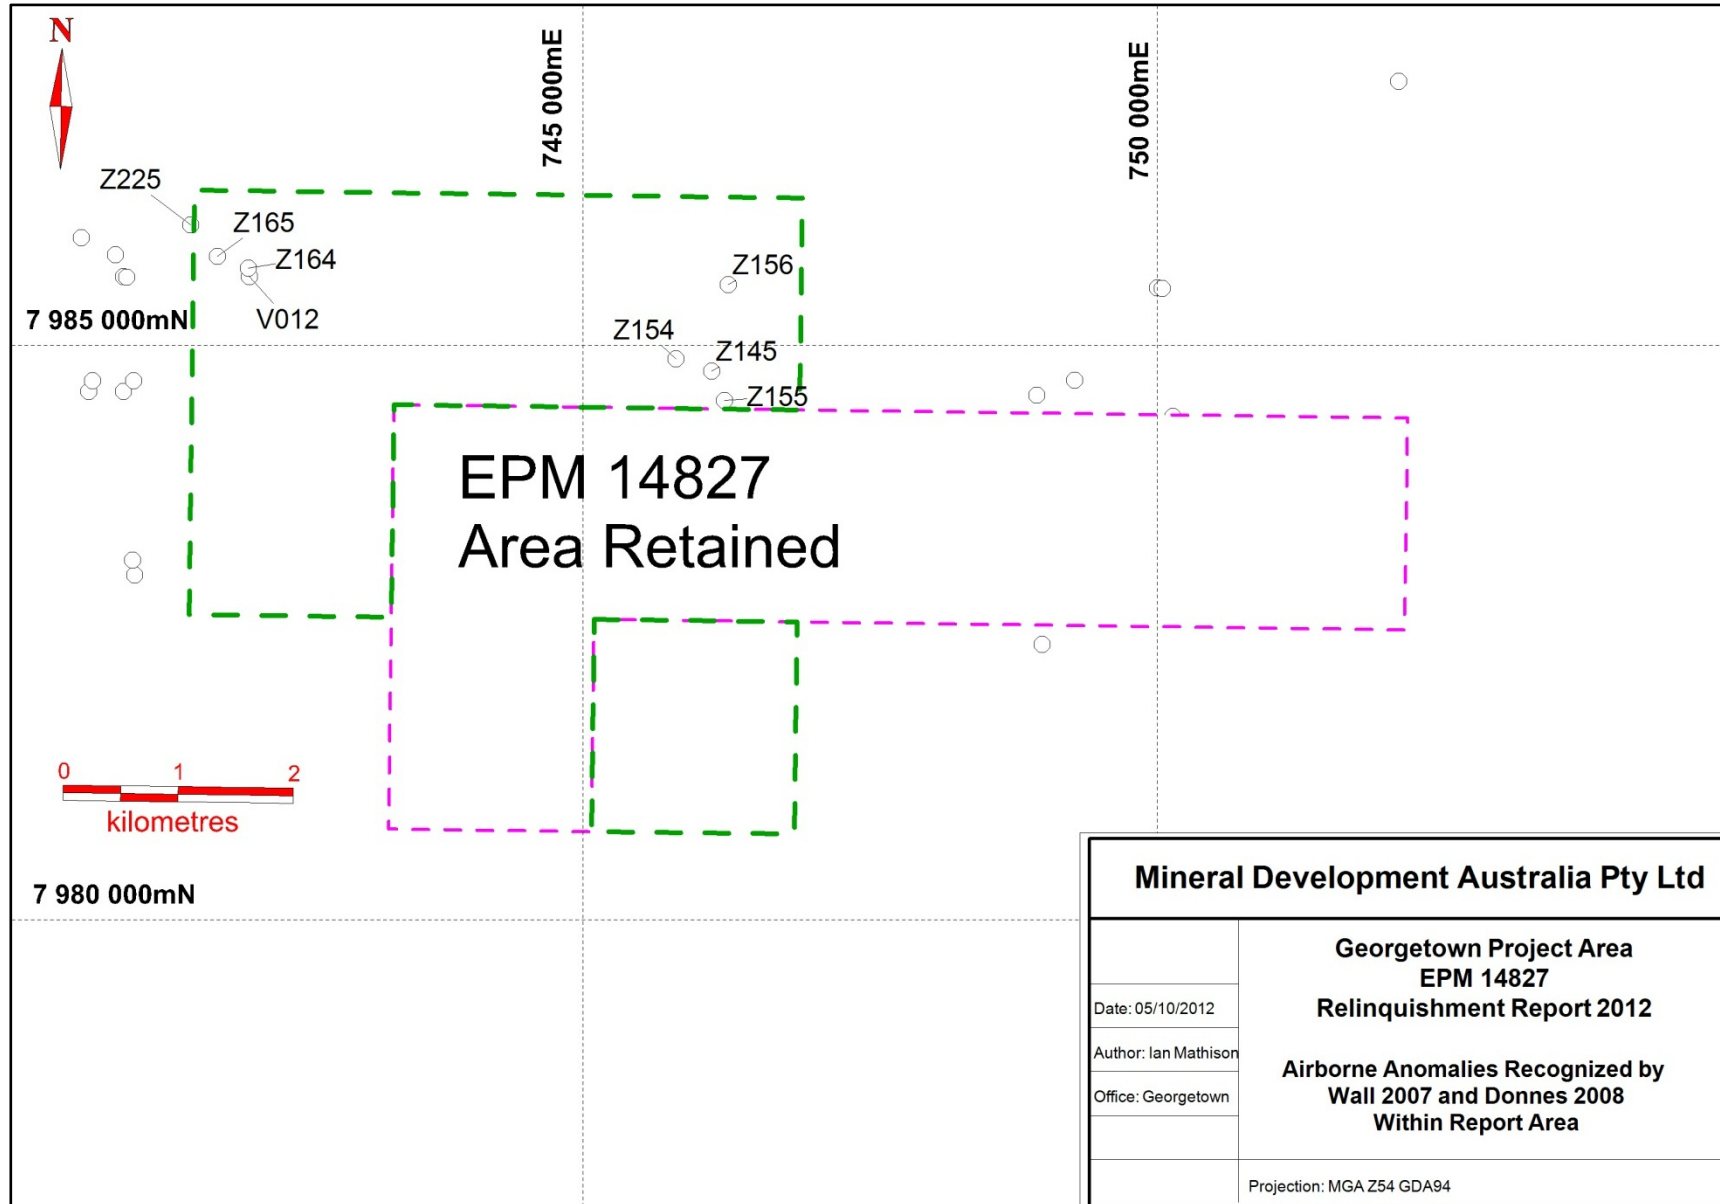 N
745 000mE
750 000mE
Z225
Z165
Z164
V012
Z156
7 985 000mN
Z154
Z145
Z155
EPM 14827
Area Retained
0 1 2
kilometres
7 980 000mN
Mineral Development Australia Pty Ltd
Georgetown Project Area
EPM 14827
Relinquishment Report 2012
Date: 05/10/2012
Author: Ian Mathison
Office: Georgetown
Airborne Anomalies Recognized by
Wall 2007 and Donnes 2008
Within Report Area
Projection: MGA Z54 GDA94